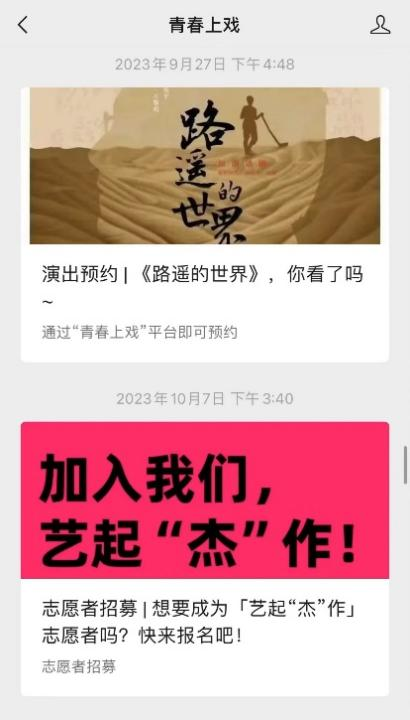 青春上戏
2023年9月27日 下午4:48
路
遥
的
世界
演出预约 | 《路遥的世界》，你看了吗
~
通过“青春上戏”平台即可预约
2023年10月7日 下午3:40
加入我们，
艺起“杰”作！
志愿者招募 | 想要成为「艺起“杰”作」
志愿者吗？快来报名吧！
志愿者招募